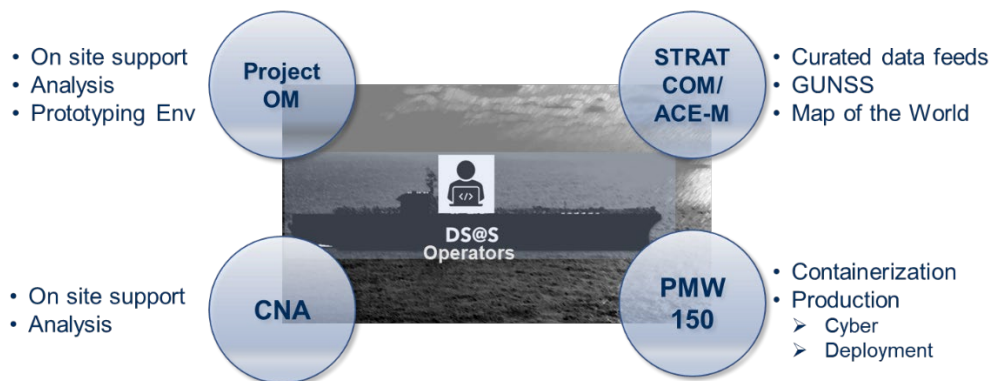 • On site support
• Analysis
• Prototyping Env
Project
OM
STRAT
COM/
ACE-M
• Curated data feeds
• GUNSS
• Map of the World
</>
DS@S
Operators
• On site support
• Analysis
CNA
PMW
150
• Containerization
• Production
➢ Cyber
➢ Deployment